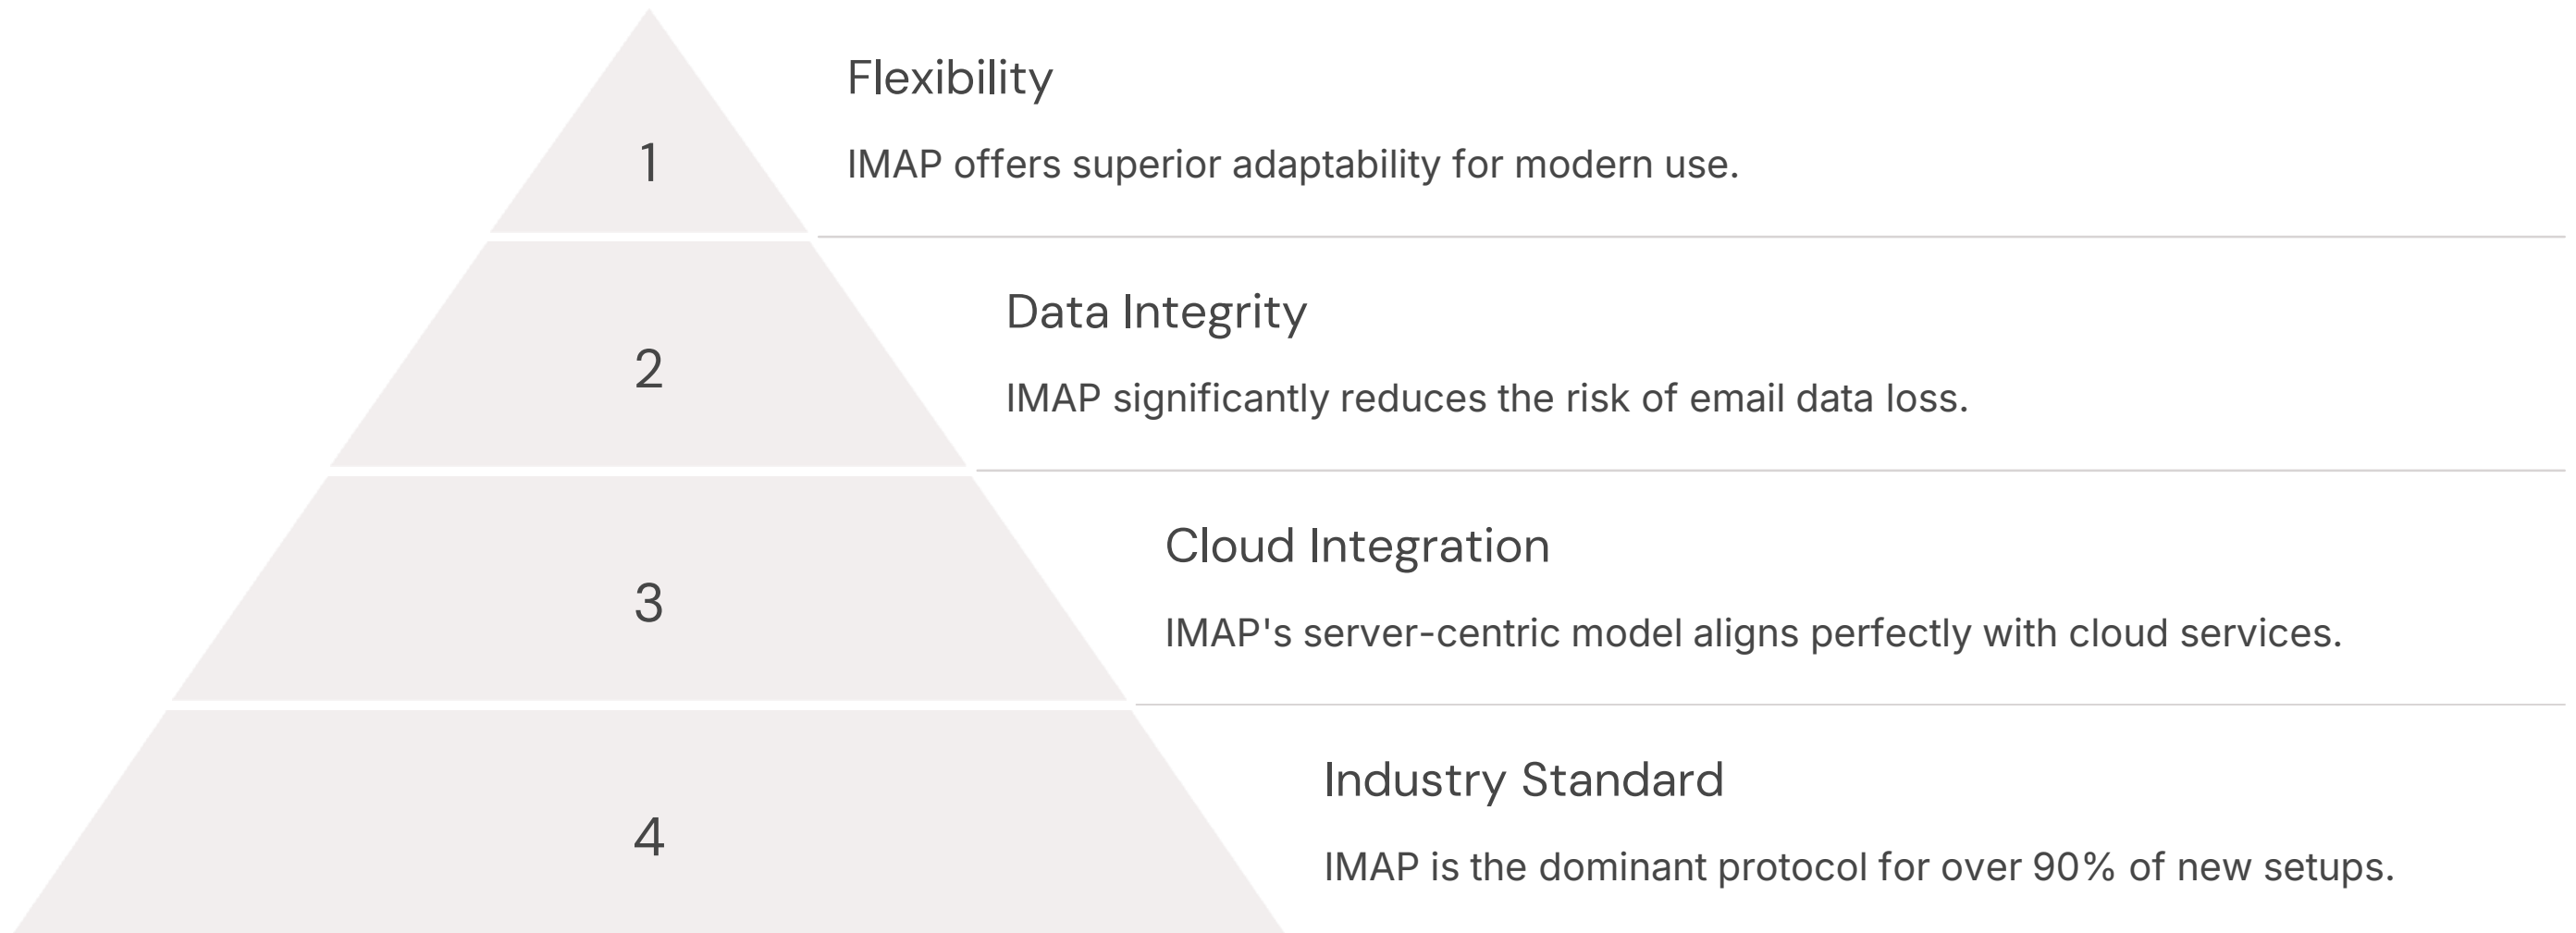 1
Flexibility
IMAP offers superior adaptability for modern use.
2
Data Integrity
IMAP significantly reduces the risk of email data loss.
3
Cloud Integration
IMAP's server-centric model aligns perfectly with cloud services.
4
Industry Standard
IMAP is the dominant protocol for over 90% of new setups.